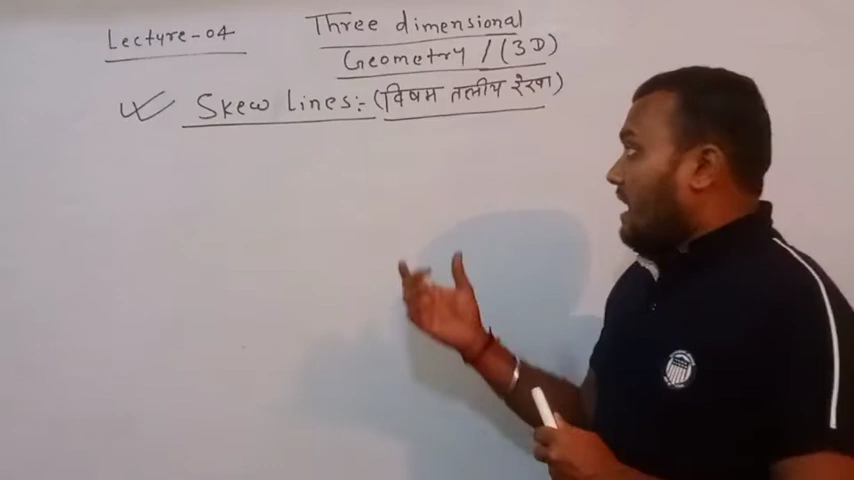 Lecture-04
Three dimensional
Geometry / (3D)
Skew Lines:- (विषम तलीय रेखा)